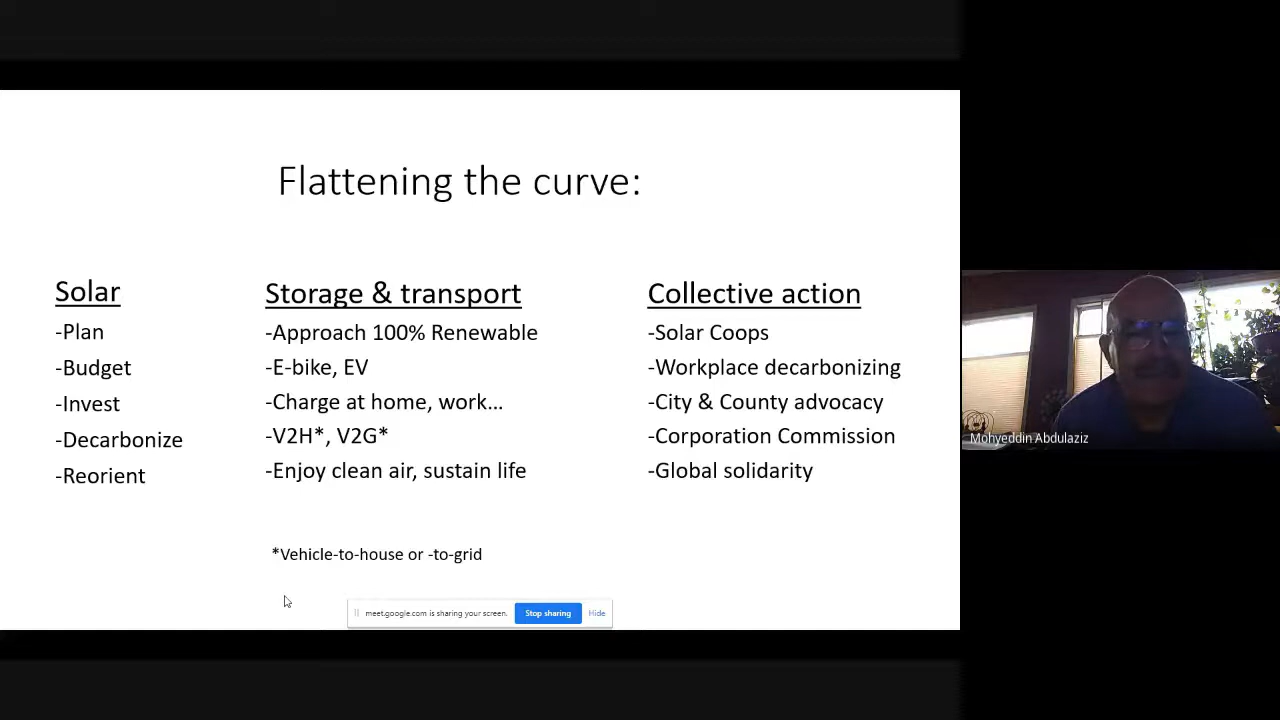 Flattening the curve:
Solar
-Plan
-Budget
-Invest
-Decarbonize
-Reorient
Storage & transport
-Approach 100% Renewable
-E-bike, EV
-Charge at home, work…
-V2H*, V2G*
-Enjoy clean air, sustain life
*Vehicle-to-house or -to-grid
Collective action
-Solar Coops
-Workplace decarbonizing
-City & County advocacy
-Corporation Commission
-Global solidarity
meet.google.com is sharing your screen.
Stop sharing
Hide
Mohyeddin Abdulaziz